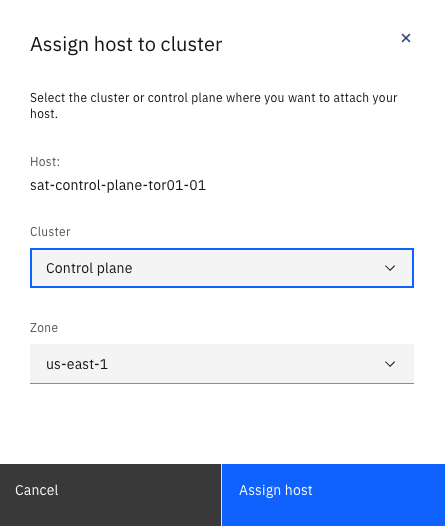 Assign host to cluster
Select the cluster or control plane where you want to attach your
host.
Host:
sat-control-plane-tor01-01
Cluster
Control plane
Zone
us-east-1
Cancel
Assign host